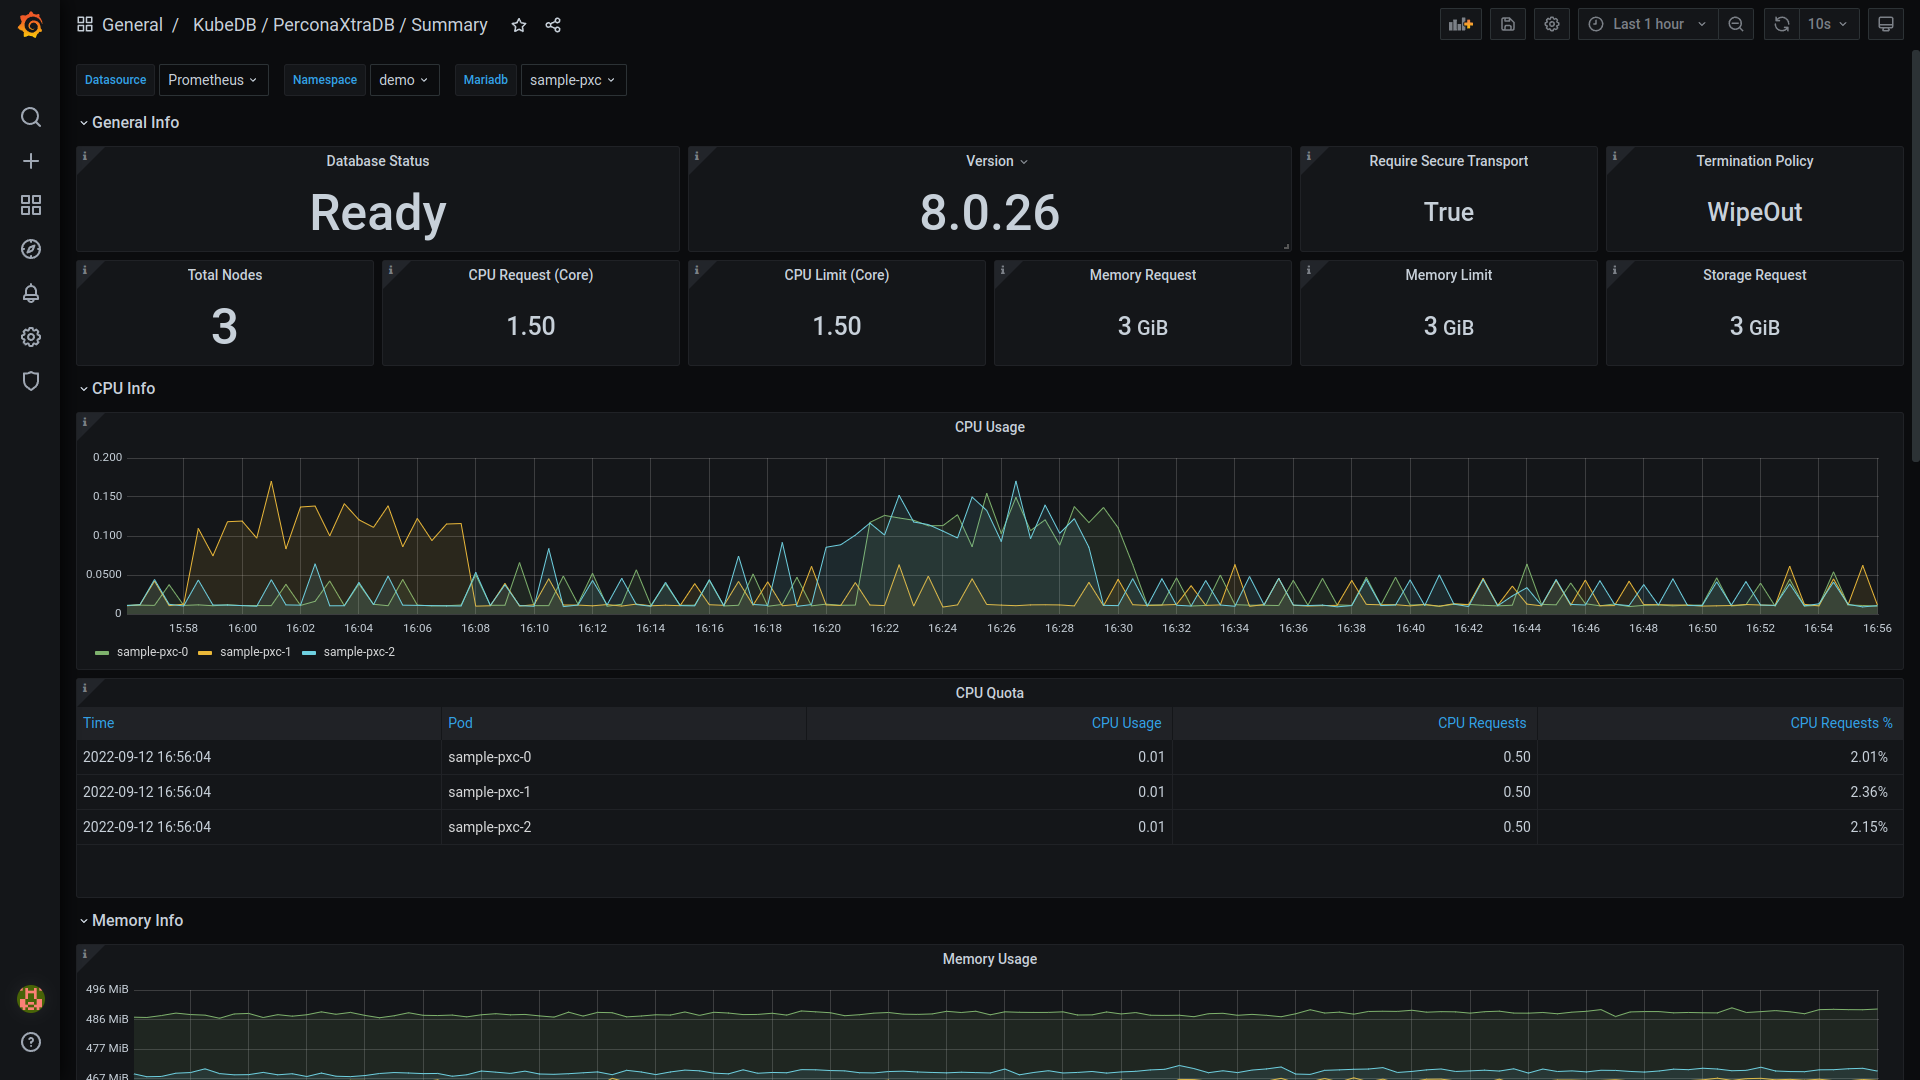 General / KubeDB / PerconaXtraDB / Summary
Last 1 hour
10s
Datasource Prometheus Namespace demo Mariadb sample-pxc
General Info
Database Status
Ready
Version
8.0.26
Require Secure Transport
True
Termination Policy
WipeOut
Total Nodes
3
CPU Request (Core)
1.50
CPU Limit (Core)
1.50
Memory Request
3 GiB
Memory Limit
3 GiB
Storage Request
3 GiB
CPU Info
CPU Usage
0.200
0.150
0.100
0.0500
0
15:58 16:00 16:02 16:04 16:06 16:08 16:10 16:12 16:14 16:16 16:18 16:20 16:22 16:24 16:26 16:28 16:30 16:32 16:34 16:36 16:38 16:40 16:42 16:44 16:46 16:48 16:50 16:52 16:54 16:56
sample-pxc-0 sample-pxc-1 sample-pxc-2
CPU Quota
Time Pod CPU Usage CPU Requests CPU Requests %
2022-09-12 16:56:04 sample-pxc-0 0.01 0.50 2.01%
2022-09-12 16:56:04 sample-pxc-1 0.01 0.50 2.36%
2022-09-12 16:56:04 sample-pxc-2 0.01 0.50 2.15%
Memory Info
Memory Usage
496 MiB
486 MiB
477 MiB
467 MiB